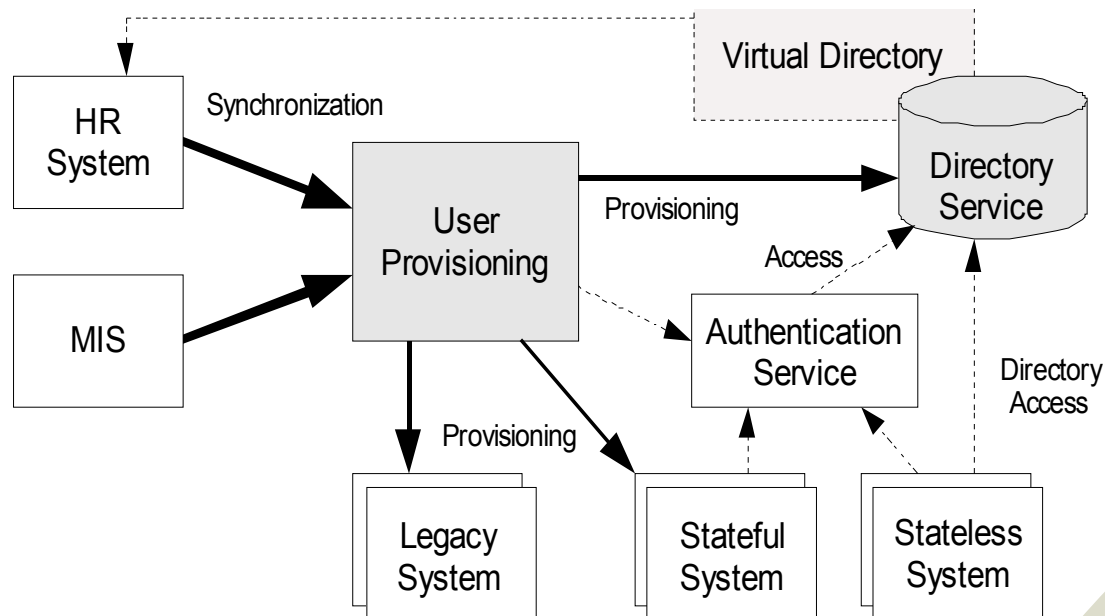 Virtual Directory
HR
System
Synchronization
Directory
Service
User
Provisioning
Provisioning
Access
MIS
Authentication
Service
Directory
Access
Provisioning
Legacy
System
Stateful
System
Stateless
System